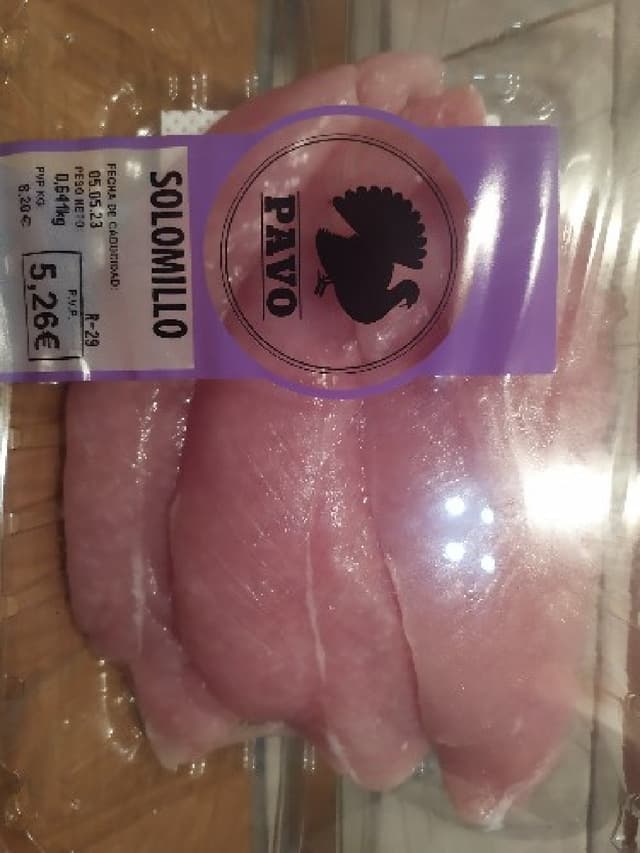 PAVO
SOLOMILLO
FECHA DE CADUCIDAD:
05.05.23 R-29
PESO NETO
0,641kg P.V.P.
PVP KG 5,26€
8,20 €